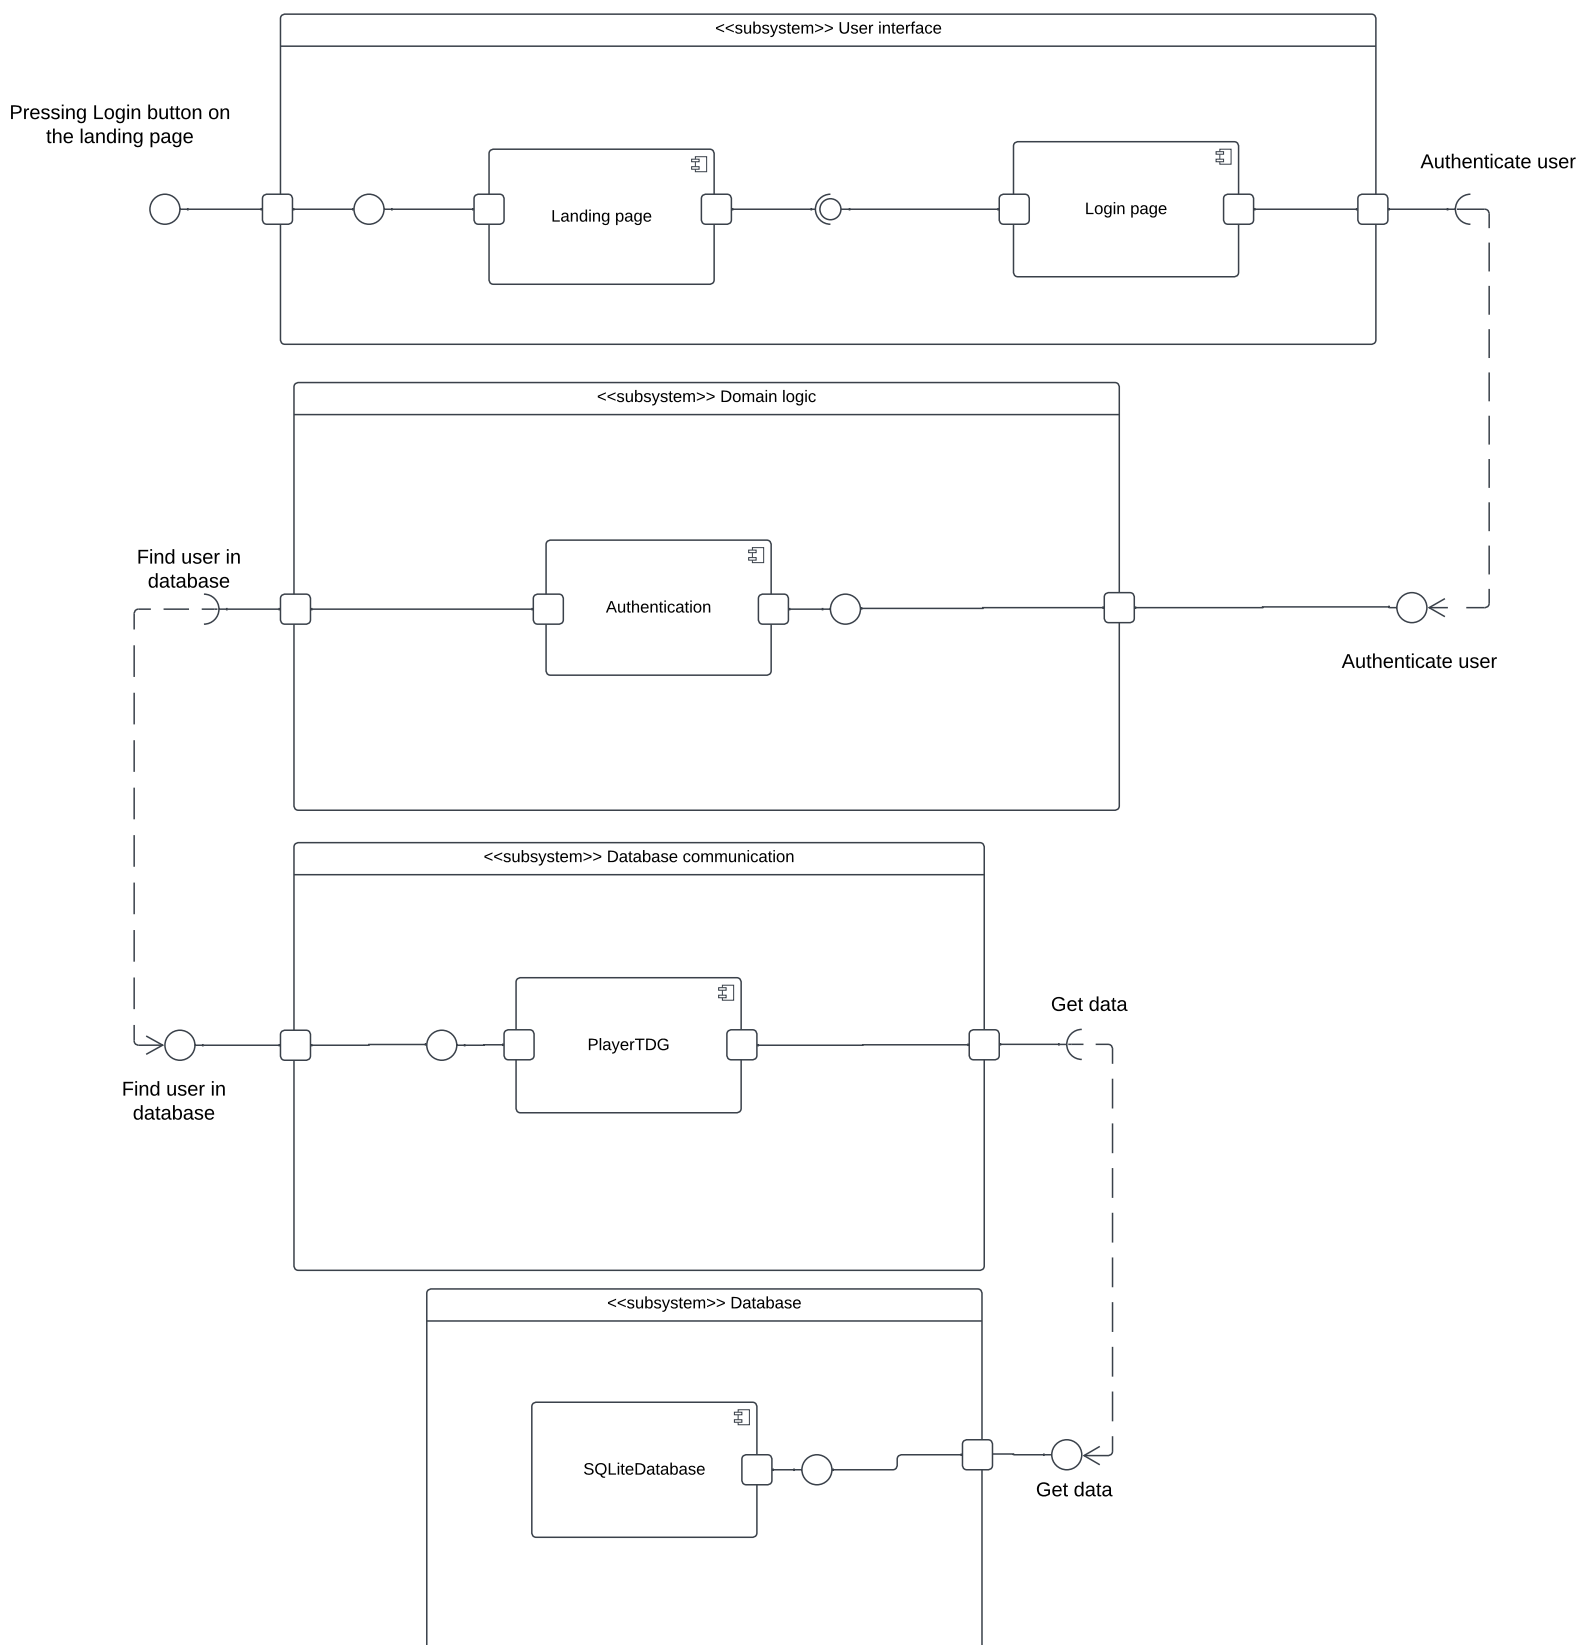 <<subsystem>> User interface
Pressing Login button on
the landing page
Landing page
Login page
Authenticate user
<<subsystem>> Domain logic
Find user in
database
Authentication
Authenticate user
<<subsystem>> Database communication
PlayerTDG
Get data
Find user in
database
<<subsystem>> Database
SQLiteDatabase
Get data